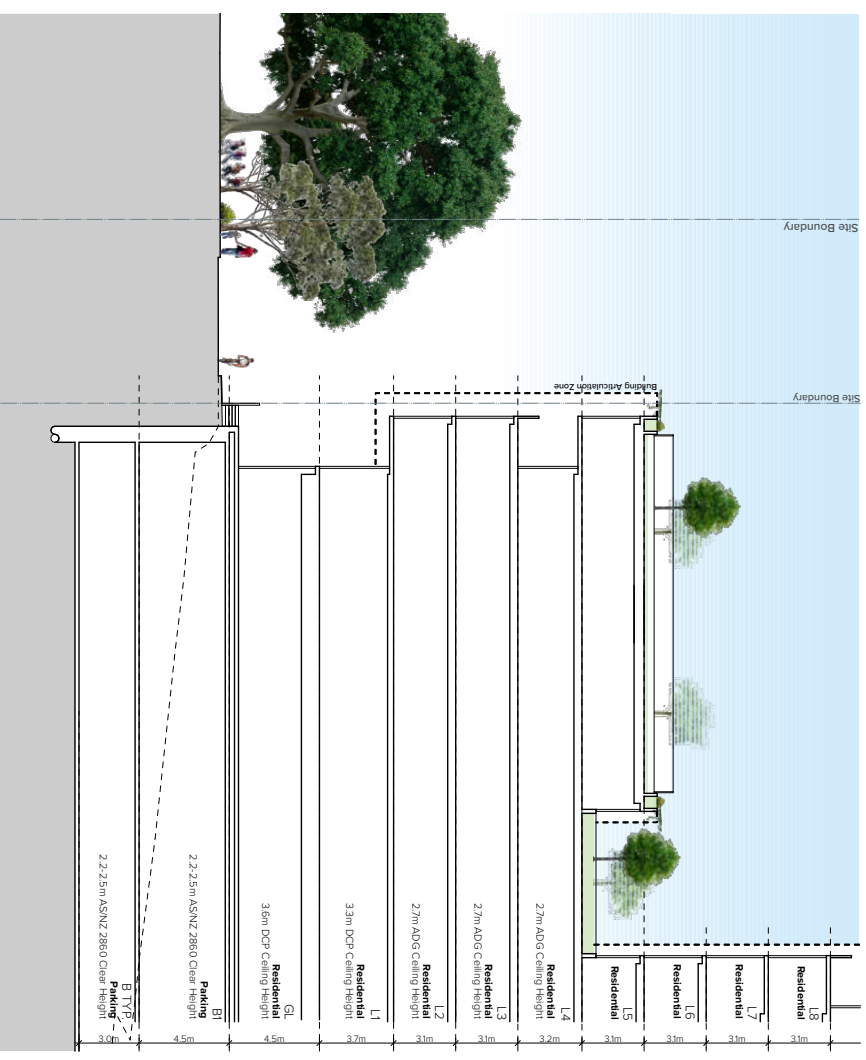 Site Boundary
Site Boundary
L8
Residential
3.1m
L7
Residential
3.1m
L6
Residential
3.1m
Building Articulation Zone
L5
Residential
3.1m
L4
Residential
2.7m ADG Ceiling Height
3.2m
L3
Residential
2.7m ADG Ceiling Height
3.1m
L2
Residential
2.7m ADG Ceiling Height
3.1m
L1
Residential
3.3m DCP Ceiling Height
3.7m
GL
Residential
3.6m DCP Ceiling Height
4.5m
B1
Parking
2.2-2.5m AS/NZ 2860 Clear Height
4.5m
B TYP
Parking
2.2-2.5m AS/NZ 2860 Clear Height
3.0m